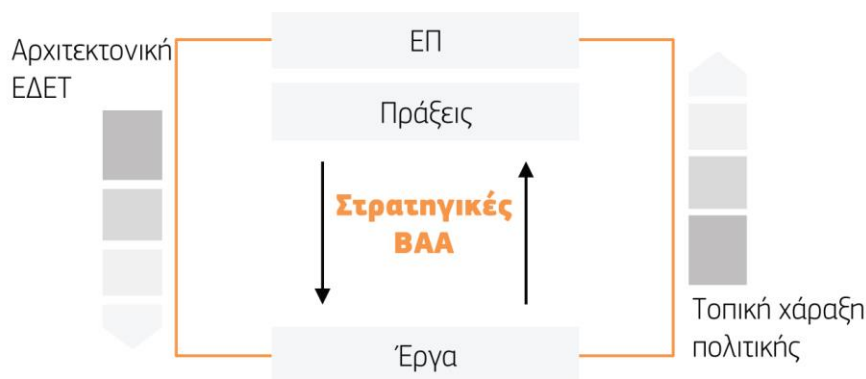 Αρχιτεκτονική
ΕΔΕΤ
ΕΠ
Πράξεις
Στρατηγικές
ΒΑΑ
Έργα
Τοπική χάραξη
πολιτικής